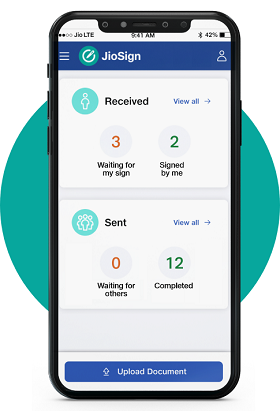 Jio LTE 9:41 AM 42%
JioSign
Received View all →
3 2
Waiting for my sign Signed by me
Sent View all →
0 12
Waiting for others Completed
Upload Document